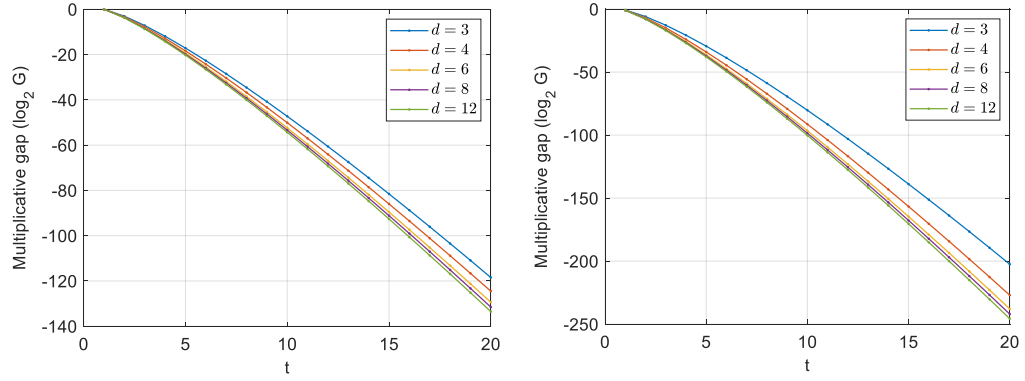 Multiplicative gap (log2 G)
0
-20
-40
-60
-80
-100
-120
-140
0
5
10
15
20
t
d = 3
d = 4
d = 6
d = 8
d = 12
Multiplicative gap (log2 G)
0
-50
-100
-150
-200
-250
0
5
10
15
20
t
d = 3
d = 4
d = 6
d = 8
d = 12